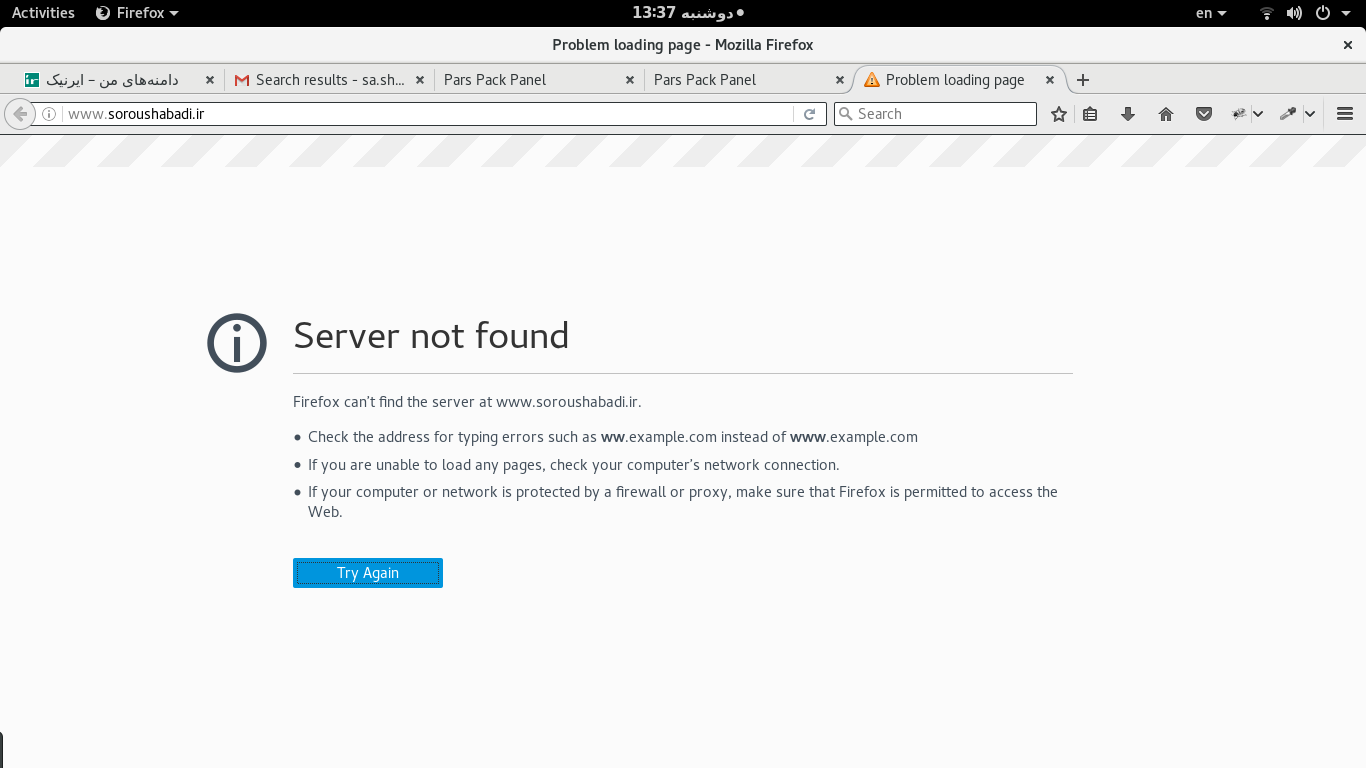 Activities Firefox دوشنبه 13:37 en
Problem loading page - Mozilla Firefox
دامنه‌های من – ایرنیک Search results - sa.sh... Pars Pack Panel Pars Pack Panel Problem loading page
www.soroushabadi.ir Search
Server not found
Firefox can’t find the server at www.soroushabadi.ir.
• Check the address for typing errors such as ww.example.com instead of www.example.com
• If you are unable to load any pages, check your computer’s network connection.
• If your computer or network is protected by a firewall or proxy, make sure that Firefox is permitted to access the
Web.
Try Again